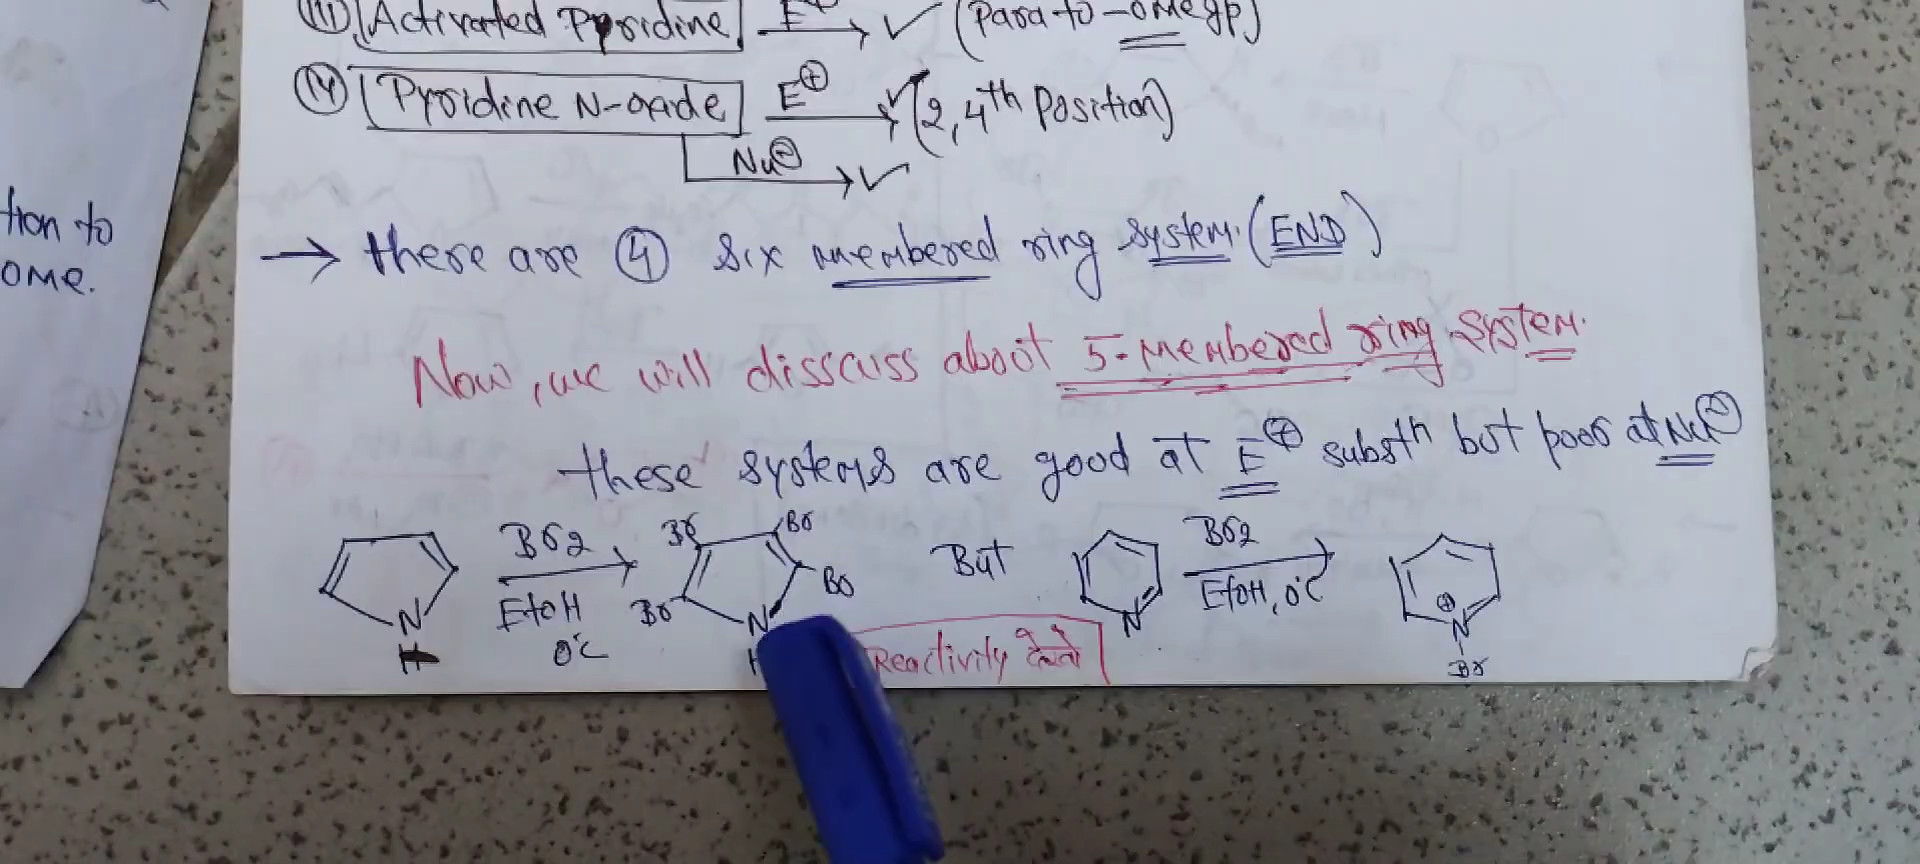 (iii) Activated Pyridine E⊕ → ✓ (Para to -OMe gp)
(iv) Pyridine N-oxide E⊕ → ✓ (2,4th Position)
Nu⊖ → ✓
tion to
OMe.
→ there are ④ six membered ring system. (END)
Now, we will disscuss about 5-Membered ring system.
these systems are good at E⊕ substn but poor at Nu⊖
N H Br2 EtOH 0°C → Br Br Br Br N But N Br2 EtOH, 0°C → ⊕ N Br
Reactivity देखो